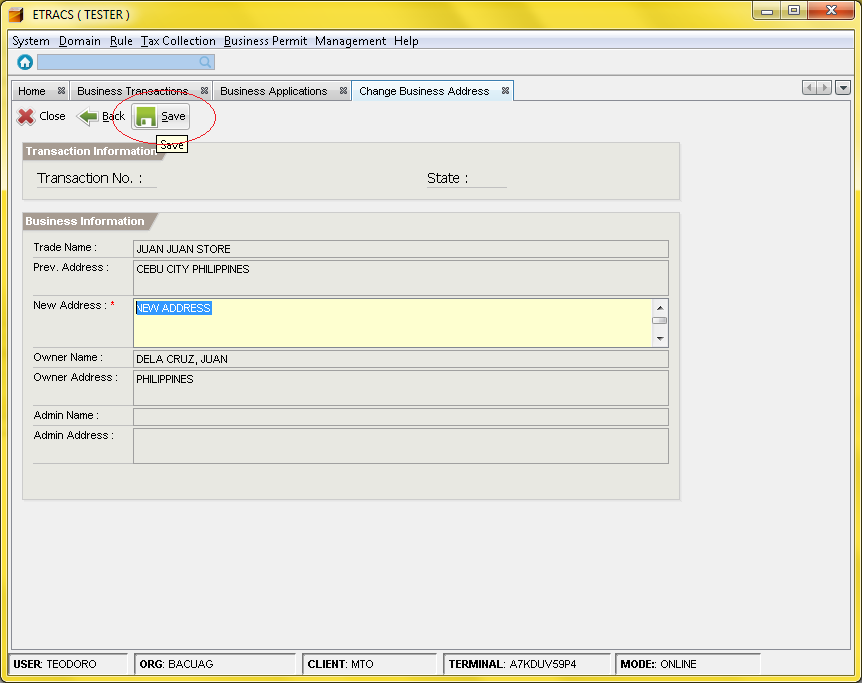 ETRACS ( TESTER )
System Domain Rule Tax Collection Business Permit Management Help
Home Business Transactions Business Applications Change Business Address
Close Back Save
Save
Transaction Information
Transaction No. : State :
Business Information
Trade Name : JUAN JUAN STORE
Prev. Address : CEBU CITY PHILIPPINES
New Address : * NEW ADDRESS
Owner Name : DELA CRUZ, JUAN
Owner Address : PHILIPPINES
Admin Name :
Admin Address :
USER: TEODORO ORG: BACUAG CLIENT: MTO TERMINAL: A7KDUV59P4 MODE:: ONLINE